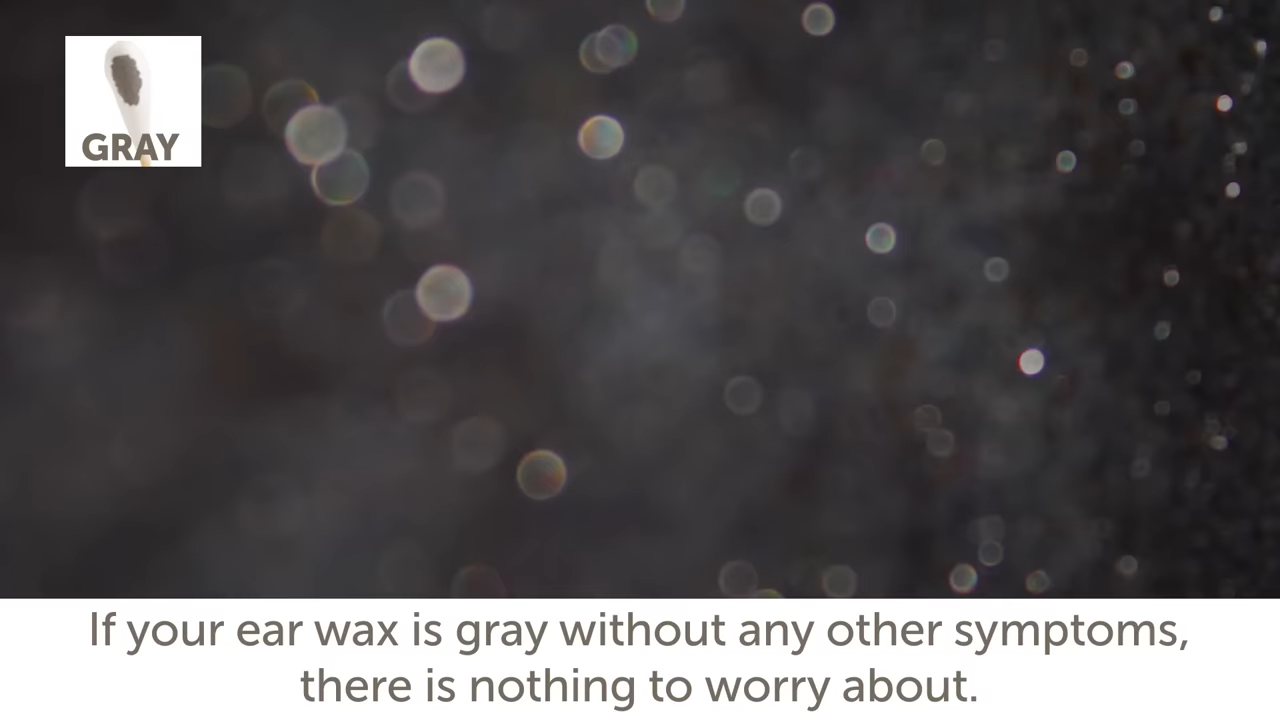 GRAY
If your ear wax is gray without any other symptoms,
there is nothing to worry about.